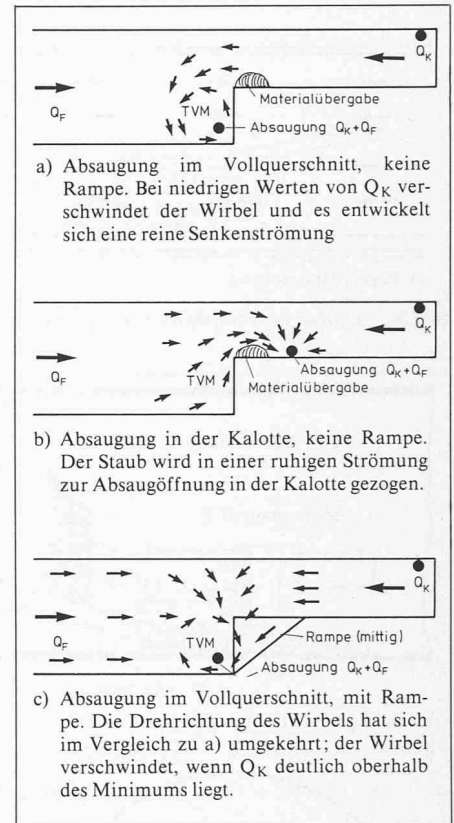 Q_K
Materialübergabe
Q_F
TVM
Absaugung Q_K+Q_F
a) Absaugung im Vollquerschnitt, keine
Rampe. Bei niedrigen Werten von Q_K ver-
schwindet der Wirbel und es entwickelt
sich eine reine Senkenströmung
Q_K
Absaugung Q_K+Q_F
Q_F
TVM
Materialübergabe
b) Absaugung in der Kalotte, keine Rampe.
Der Staub wird in einer ruhigen Strömung
zur Absaugöffnung in der Kalotte gezogen.
Q_K
Q_F
TVM
Rampe (mittig)
Absaugung Q_K+Q_F
c) Absaugung im Vollquerschnitt, mit Ram-
pe. Die Drehrichtung des Wirbels hat sich
im Vergleich zu a) umgekehrt; der Wirbel
verschwindet, wenn Q_K deutlich oberhalb
des Minimums liegt.